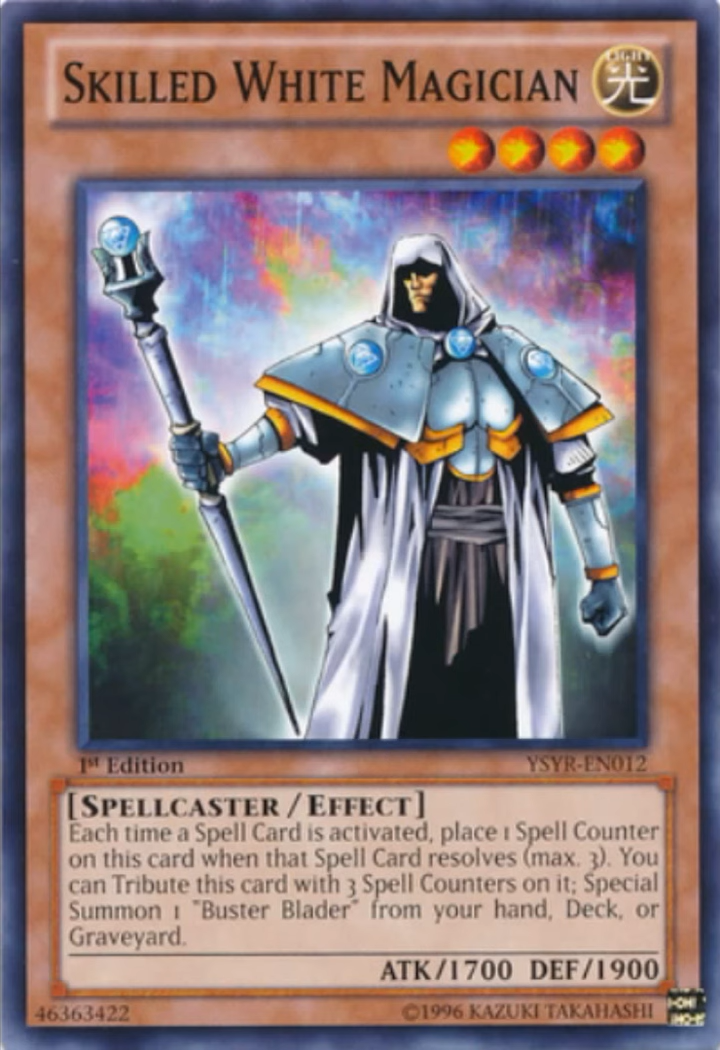 SKILLED WHITE MAGICIAN
LIGHT
光
1st Edition
YSYR-EN012
[SPELLCASTER / EFFECT]
Each time a Spell Card is activated, place 1 Spell Counter
on this card when that Spell Card resolves (max. 3). You
can Tribute this card with 3 Spell Counters on it; Special
Summon 1 "Buster Blader" from your hand, Deck, or
Graveyard.
ATK/1700 DEF/1900
46363422
©1996 KAZUKI TAKAHASHI